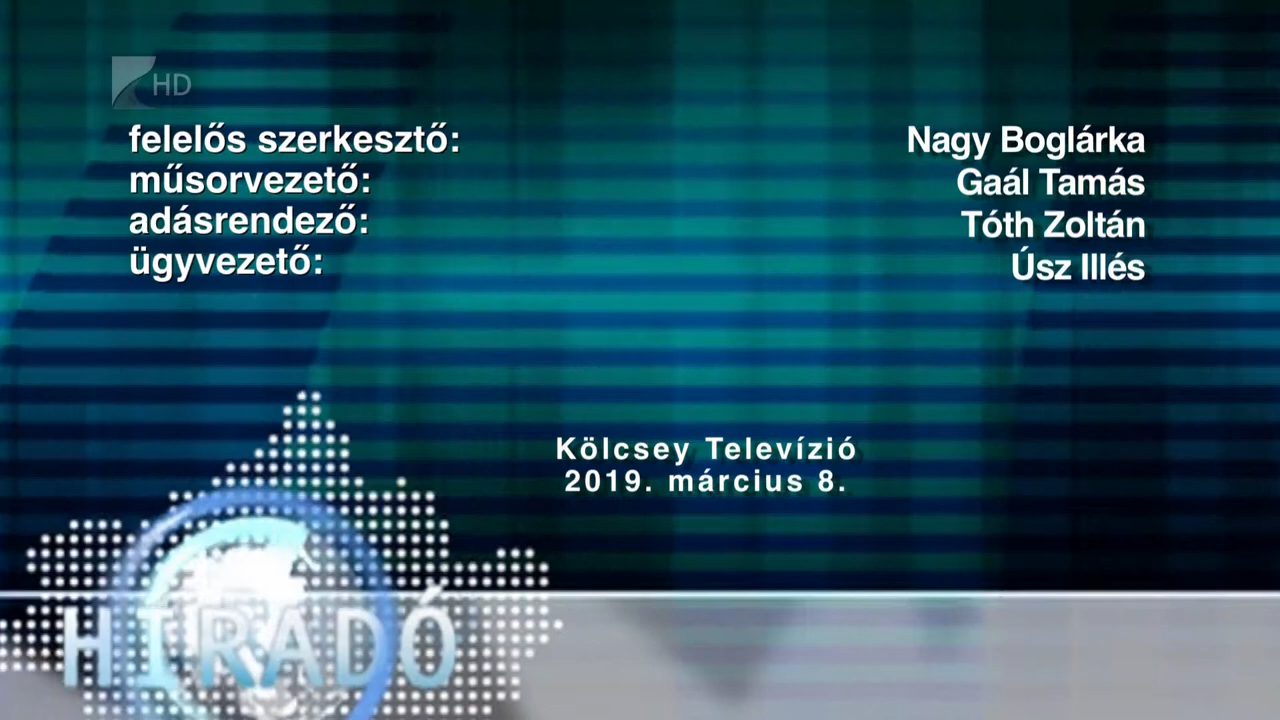 HD
felelős szerkesztő: Nagy Boglárka
műsorvezető: Gaál Tamás
adásrendező: Tóth Zoltán
ügyvezető: Úsz Illés
Kölcsey Televízió
2019. március 8.
HÍRADÓ